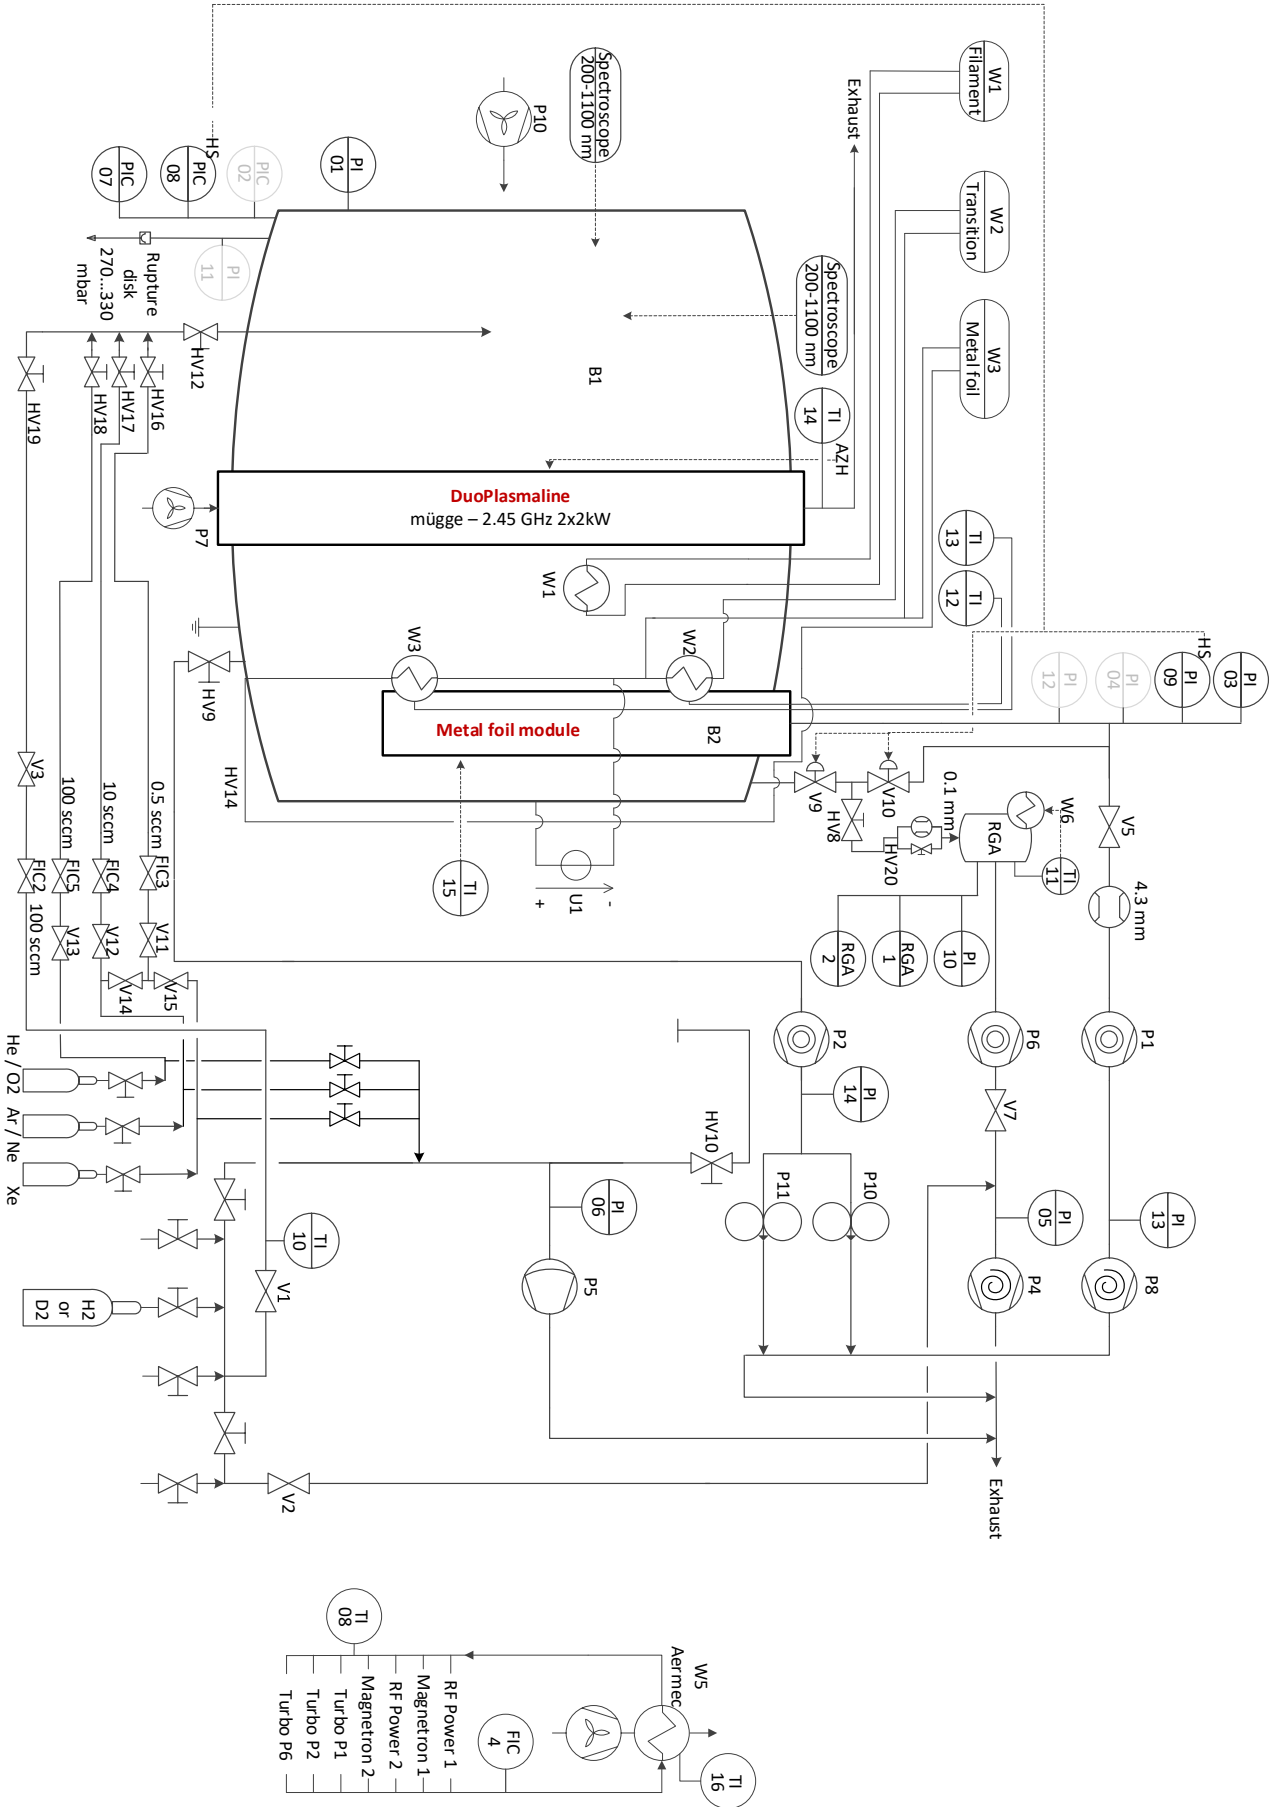 W1
Filament
W2
Transition
W3
Metal foil
Exhaust
Spectroscope
200-1100 nm
P10
HS
PIC
02
PIC
08
PIC
07
PI
01
PI
11
Rupture
disk
270...330
mbar
Spectroscope
200-1100 nm
B1
TI
14
AZH
HV12
HV16
HV17
HV18
HV19
DuoPlasmaline
mügge – 2.45 GHz 2x2kW
P7
TI
13
TI
12
W1
W3
W2
HS
PI
03
PI
09
PI
04
PI
12
HV9
Metal foil module
B2
HV14
V9
V10
HV8
HV20
0.1 mm
W6
RGA
TI
11
V5
4.3 mm
TI
15
U1
+
-
V3
100 sccm
10 sccm
0.5 sccm
FIC2
FIC5
FIC4
FIC3
100 sccm
V13
V12
V11
V14
V15
RGA
2
RGA
1
PI
10
P2
P6
P1
PI
14
V7
HV10
He / O2
Ar / Ne
Xe
P11
P10
PI
06
PI
05
PI
13
TI
10
V1
P5
P4
P8
H2
or
D2
V2
Exhaust
TI
08
W5
Aermec
RF Power 1
Magnetron 1
RF Power 2
Magnetron 2
Turbo P1
Turbo P2
Turbo P6
FIC
4
TI
16